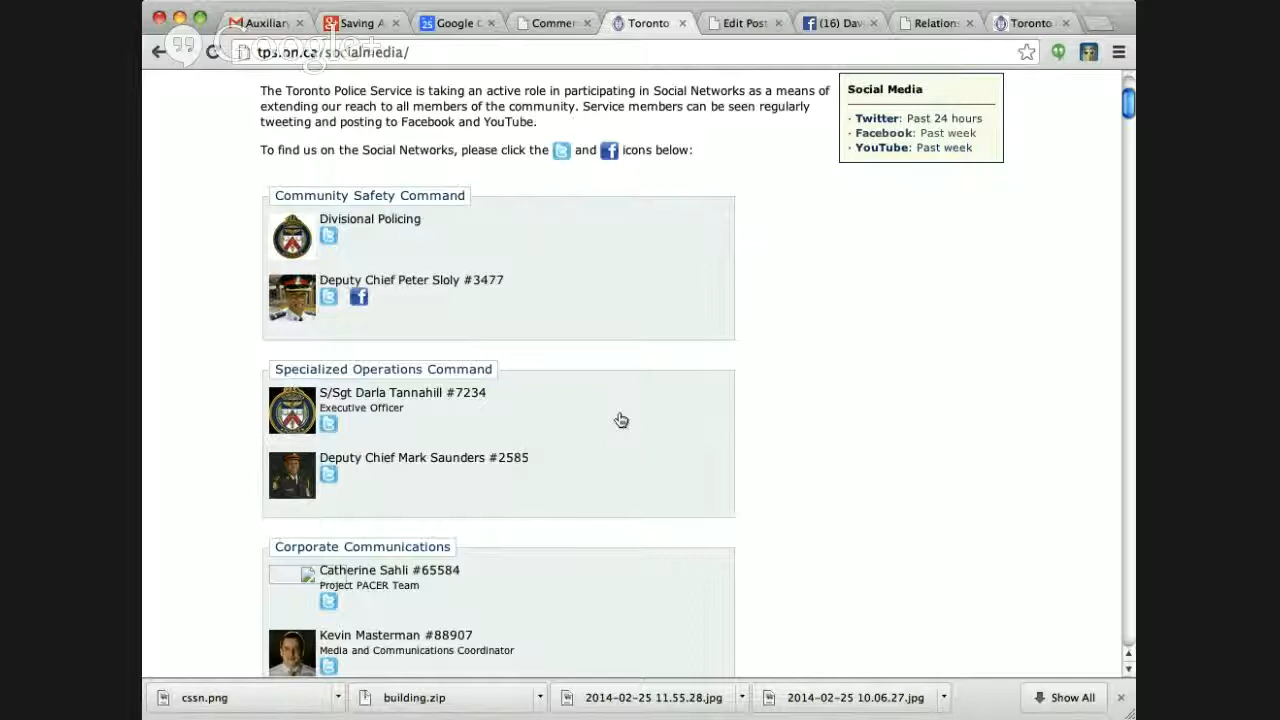 Auxiliar
Saving A
Google C
Comme
Toronto
Edit Post
(16) Dav
Relation
Toronto
Google+
tps.on.ca/socialmedia/
The Toronto Police Service is taking an active role in participating in Social Networks as a means of
extending our reach to all members of the community. Service members can be seen regularly
tweeting and posting to Facebook and YouTube.
To find us on the Social Networks, please click the and icons below:
Social Media
· Twitter: Past 24 hours
· Facebook: Past week
· YouTube: Past week
Community Safety Command
Divisional Policing
Deputy Chief Peter Sloly #3477
Specialized Operations Command
S/Sgt Darla Tannahill #7234
Executive Officer
Deputy Chief Mark Saunders #2585
Corporate Communications
Catherine Sahli #65584
Project PACER Team
Kevin Masterman #88907
Media and Communications Coordinator
cssn.png
building.zip
2014-02-25 11.55.28.jpg
2014-02-25 10.06.27.jpg
Show All